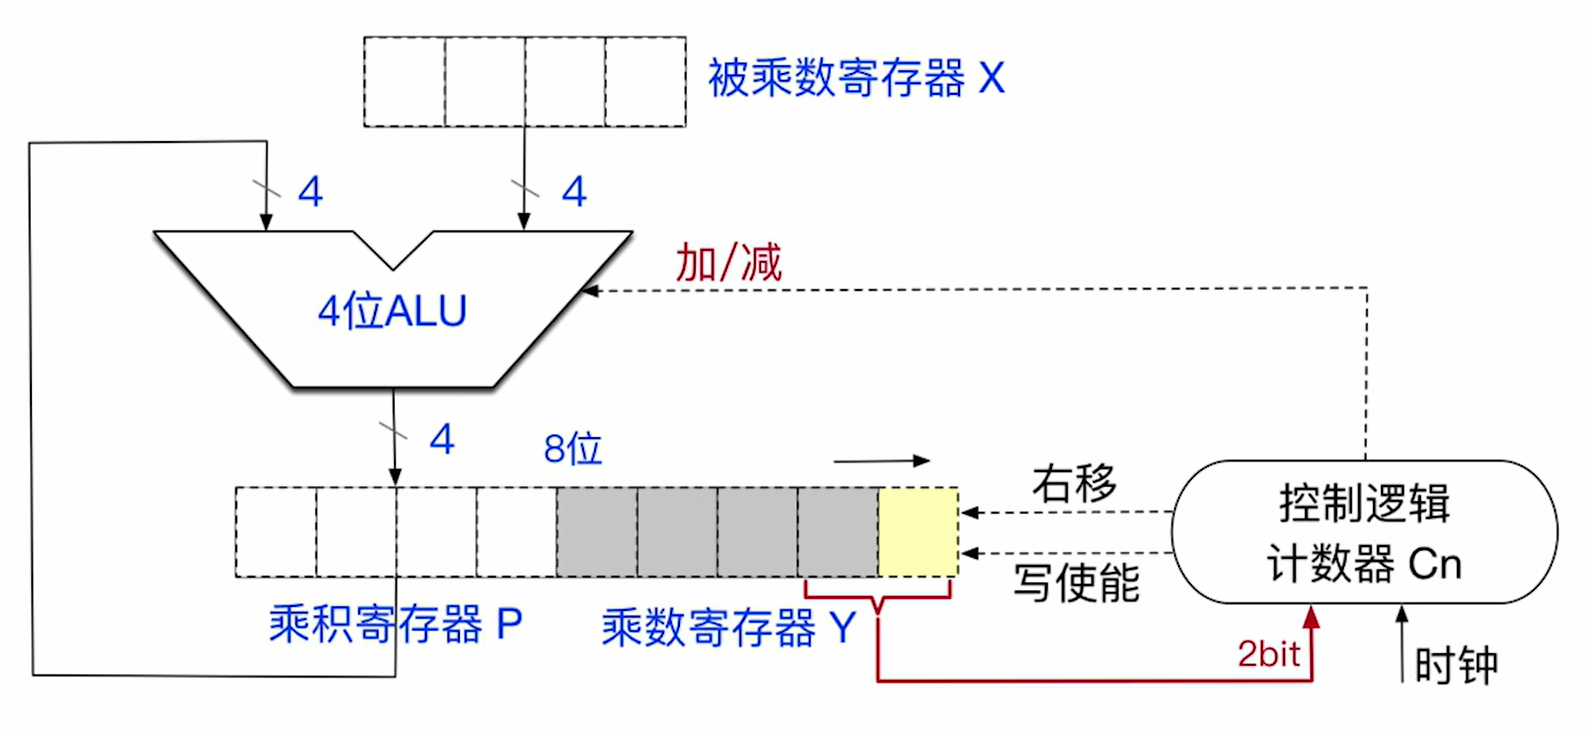 被乘数寄存器 X
4
4
加/减
4位ALU
4
8位
右移
控制逻辑
计数器 Cn
写使能
乘积寄存器 P
乘数寄存器 Y
2bit
时钟